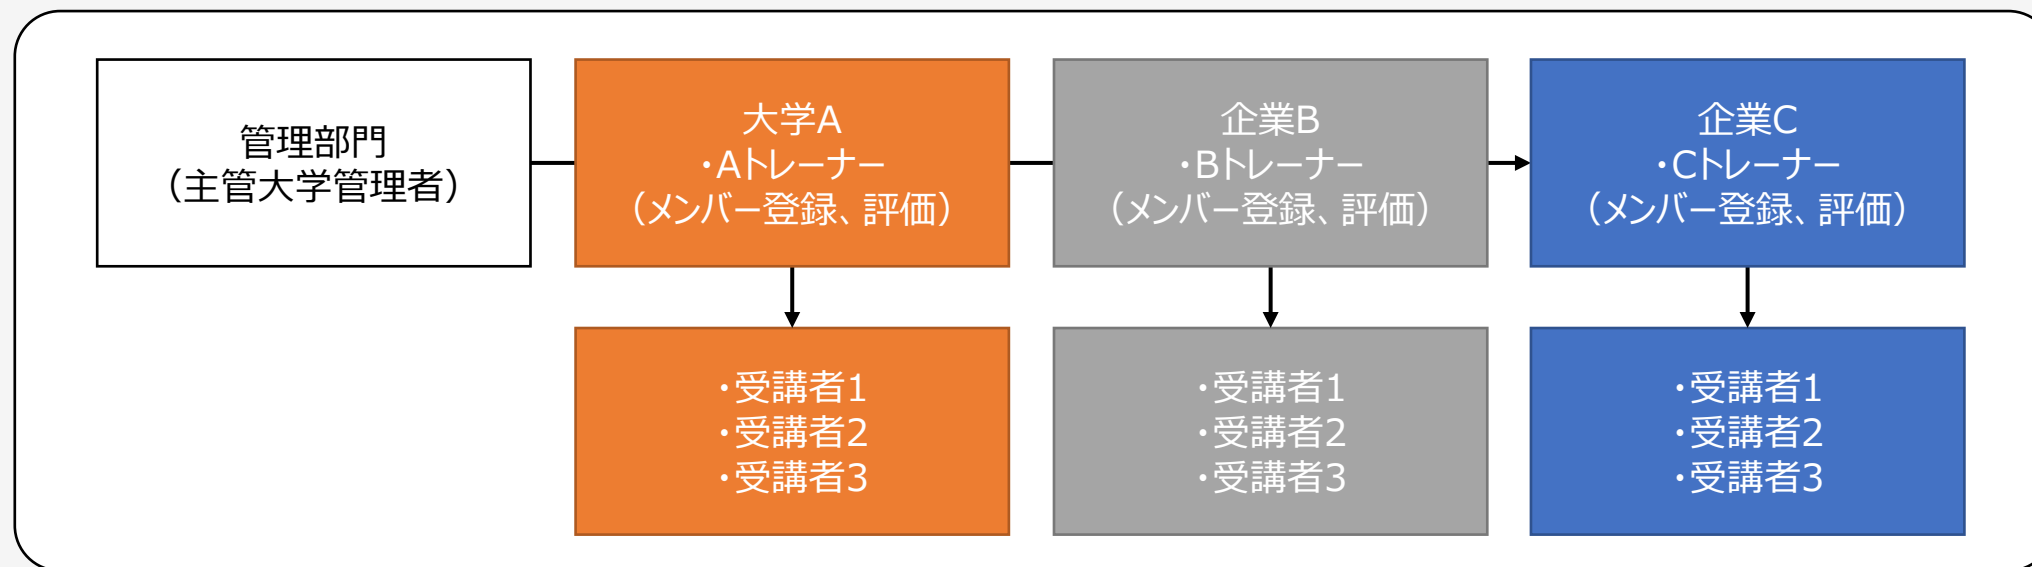 管理部門
（主管大学管理者）
大学A
・Aトレーナー
（メンバー登録、評価）
企業B
・Bトレーナー
（メンバー登録、評価）
企業C
・Cトレーナー
（メンバー登録、評価）
・受講者1
・受講者2
・受講者3
・受講者1
・受講者2
・受講者3
・受講者1
・受講者2
・受講者3